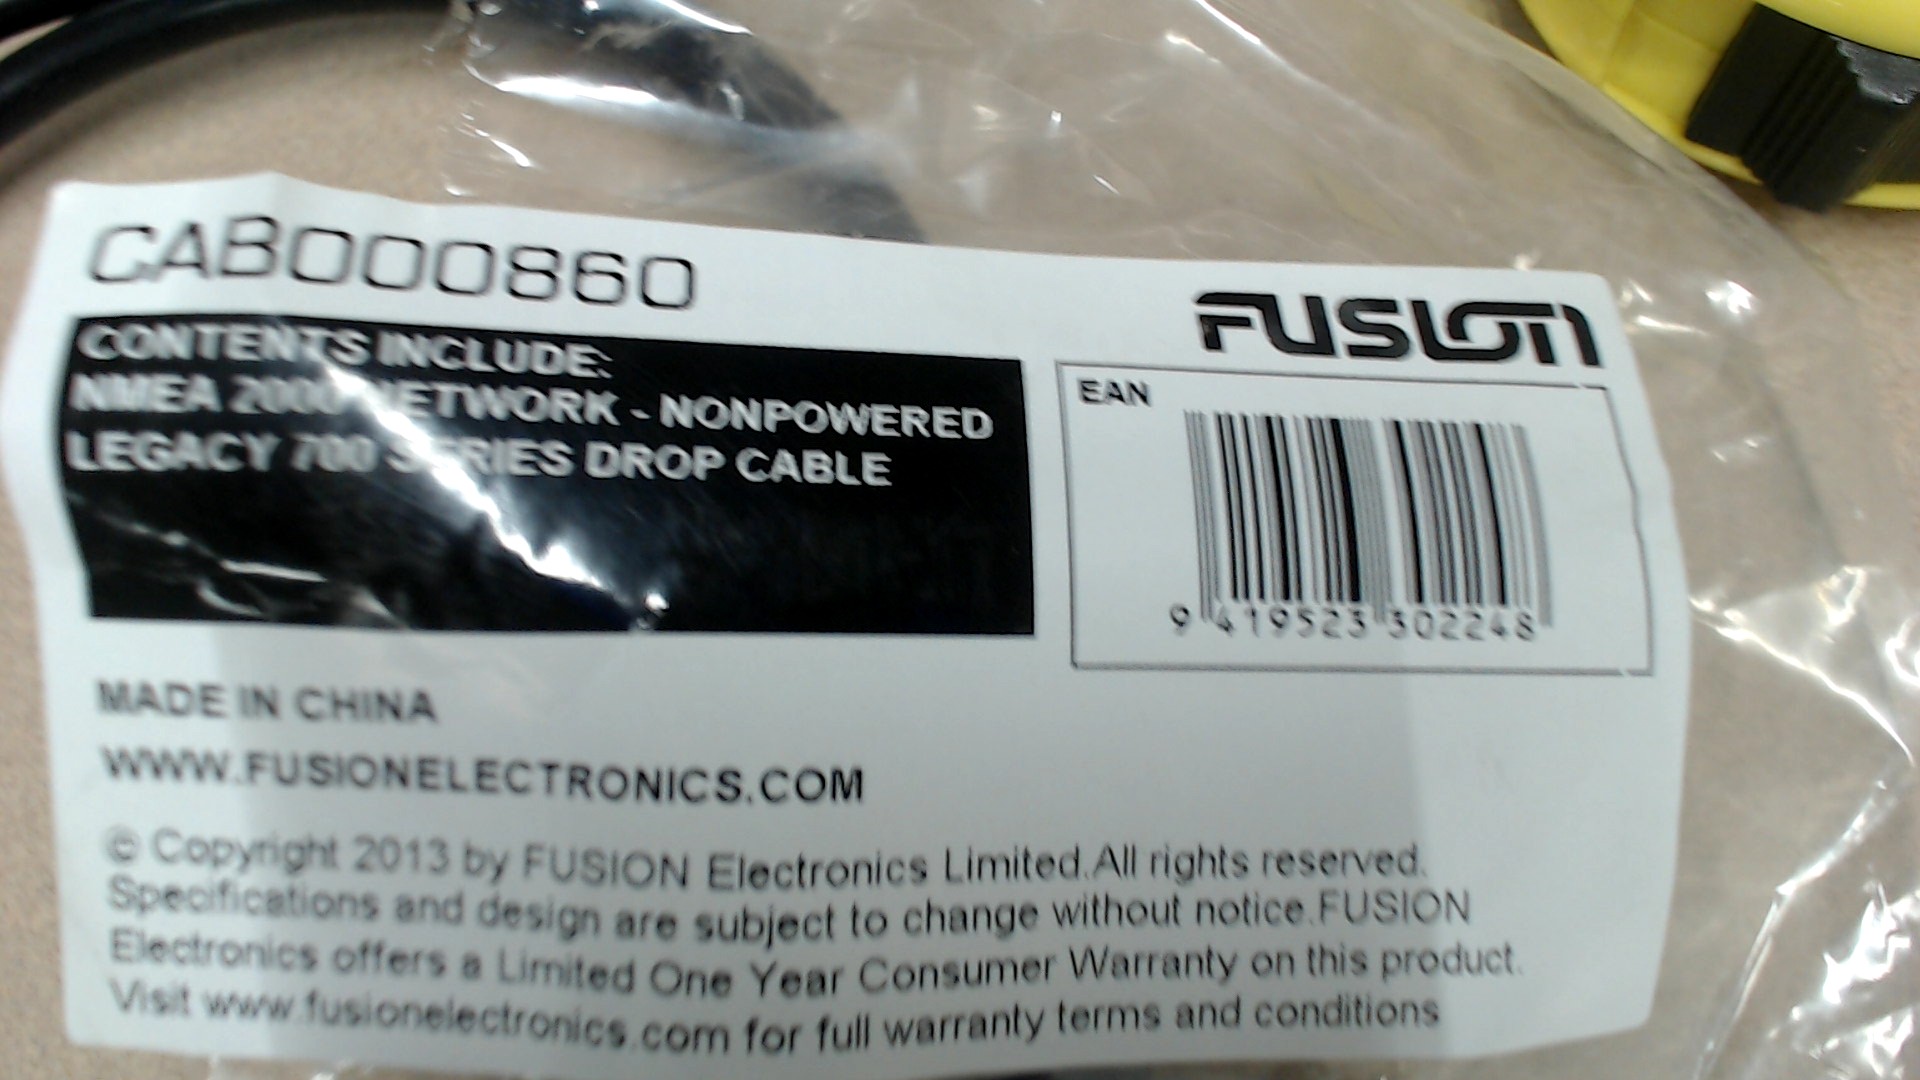 CAB000860
FUSION
CONTENTS INCLUDE:
NMEA 2000 NETWORK - NONPOWERED
LEGACY 700 SERIES DROP CABLE
EAN
9 419523 302248
MADE IN CHINA
WWW.FUSIONELECTRONICS.COM
© Copyright 2013 by FUSION Electronics Limited.All rights reserved.
Specifications and design are subject to change without notice.FUSION
Electronics offers a Limited One Year Consumer Warranty on this product.
Visit www.fusionelectronics.com for full warranty terms and conditions